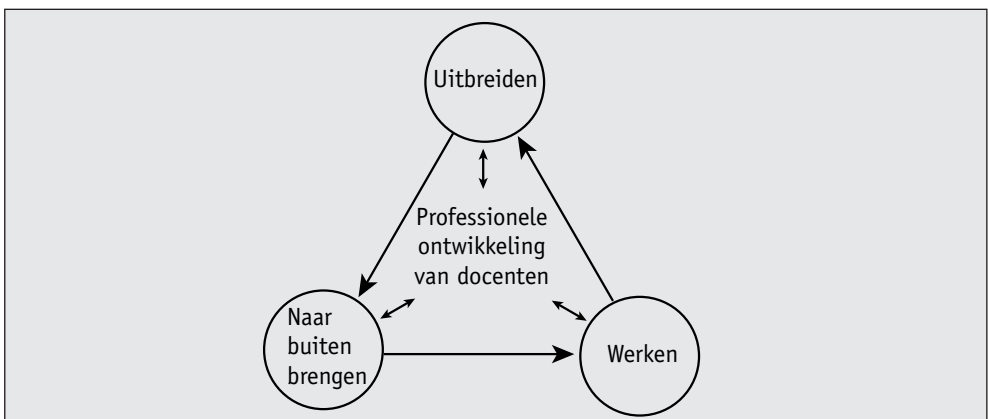 Uitbreiden
Professionele
ontwikkeling
van docenten
Naar
buiten
brengen
Werken